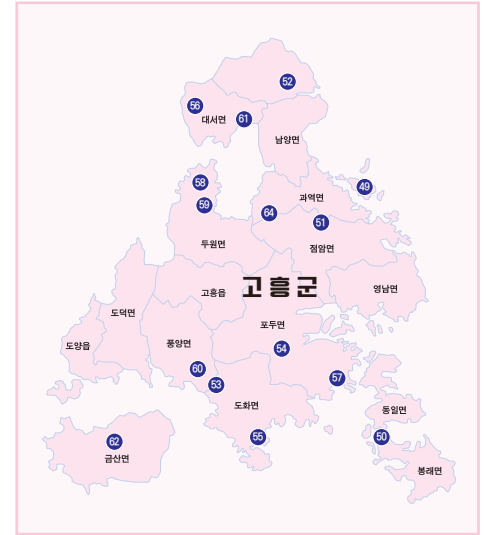 52
56
대서면
61
남양면
58
49
과역면
59
64
51
두원면
점암면
고흥읍
고흥군
영남면
도덕면
포두면
도양읍
풍양면
54
60
57
53
도화면
동일면
62
55
50
금산면
봉래면